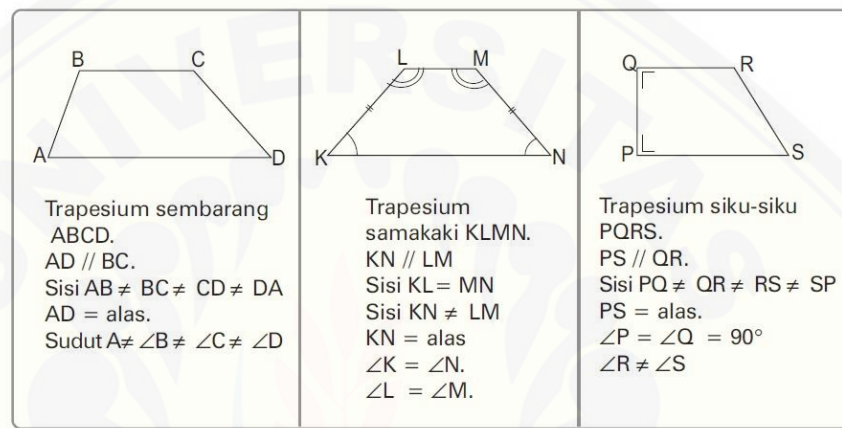 B C
A D
Trapesium sembarang
ABCD.
AD // BC.
Sisi AB ≠ BC ≠ CD ≠ DA
AD = alas.
Sudut A≠ ∠B ≠ ∠C ≠ ∠D
L M
K N
Trapesium
samakaki KLMN.
KN // LM
Sisi KL= MN
Sisi KN ≠ LM
KN = alas
∠K = ∠N.
∠L = ∠M.
Q R
P S
Trapesium siku-siku
PQRS.
PS // QR.
Sisi PQ ≠ QR ≠ RS ≠ SP
PS = alas.
∠P = ∠Q = 90°
∠R ≠ ∠S
UNIVERSITAS